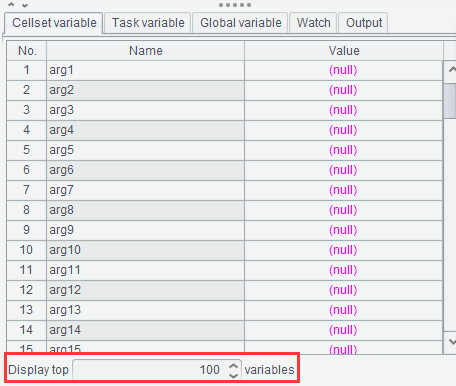 Cellset variable Task variable Global variable Watch Output
No. Name Value
1 arg1 (null)
2 arg2 (null)
3 arg3 (null)
4 arg4 (null)
5 arg5 (null)
6 arg6 (null)
7 arg7 (null)
8 arg8 (null)
9 arg9 (null)
10 arg10 (null)
11 arg11 (null)
12 arg12 (null)
13 arg13 (null)
14 arg14 (null)
15 arg15 (null)
Display top 100 variables